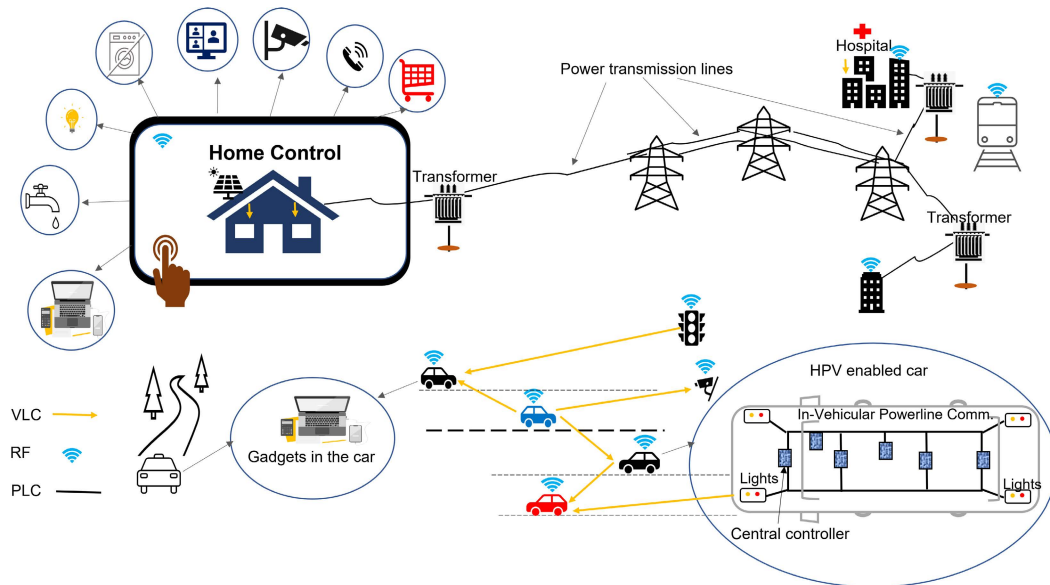 Hospital
Power transmission lines
Home Control
Transformer
Transformer
HPV enabled car
In-Vehicular Powerline Comm.
VLC
RF
PLC
Gadgets in the car
Lights
Lights
Central controller